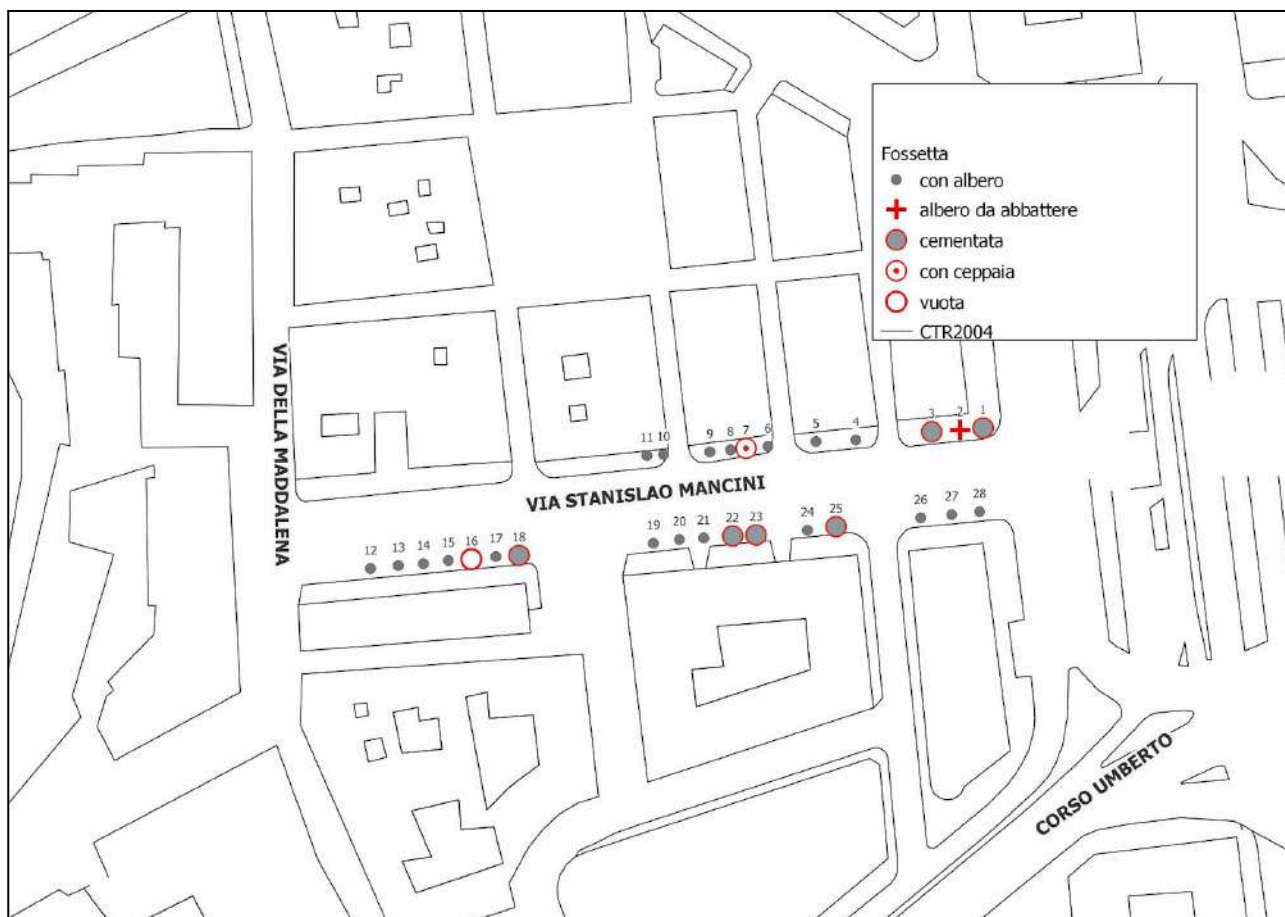 Fossetta
con albero
albero da abbattere
cementata
con ceppaia
vuota
CTR2004
3 2 1
5 4
11 10 9 8 7 6
VIA DELLA MADDALENA
VIA STANISLAO MANCINI
26 27 28
19 20 21 22 23 24 25
12 13 14 15 16 17 18
CORSO UMBERTO